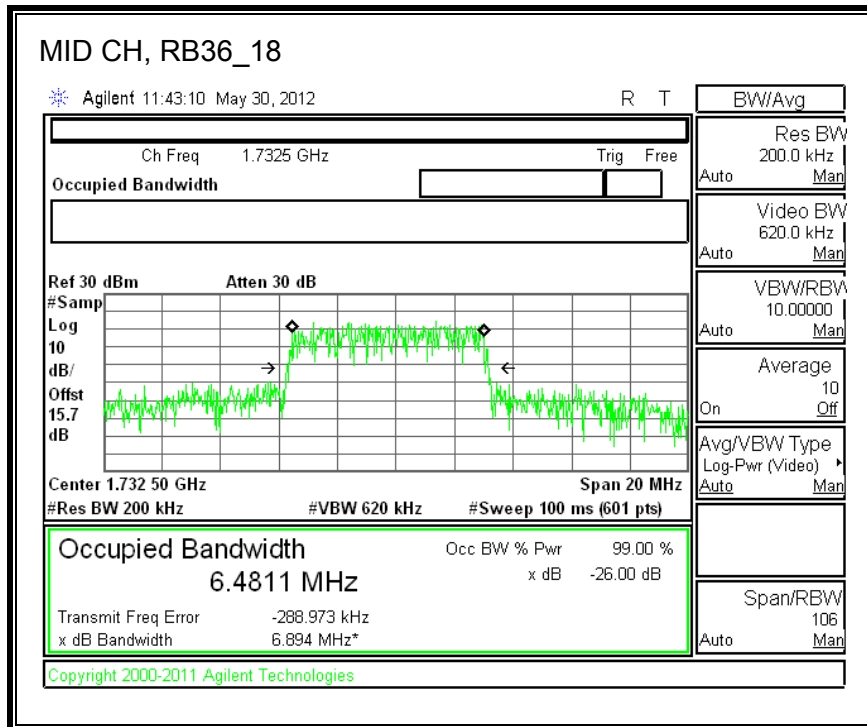 MID CH, RB36_18
Agilent 11:43:10 May 30, 2012 R T
Ch Freq 1.7325 GHz Trig Free
Occupied Bandwidth
Ref 30 dBm Atten 30 dB
#Samp
Log
10
dB/
Offst
15.7
dB
Center 1.732 50 GHz Span 20 MHz
#Res BW 200 kHz #VBW 620 kHz #Sweep 100 ms (601 pts)
Occupied Bandwidth
6.4811 MHz
Occ BW % Pwr 99.00 %
x dB -26.00 dB
Transmit Freq Error -288.973 kHz
x dB Bandwidth 6.894 MHz*
Copyright 2000-2011 Agilent Technologies
BW/Avg
Res BW
200.0 kHz
Auto Man
Video BW
620.0 kHz
Auto Man
VBW/RBW
10.00000
Auto Man
Average
10
On Off
Avg/VBW Type
Log-Pwr (Video)
Auto Man
Span/RBW
106
Auto Man